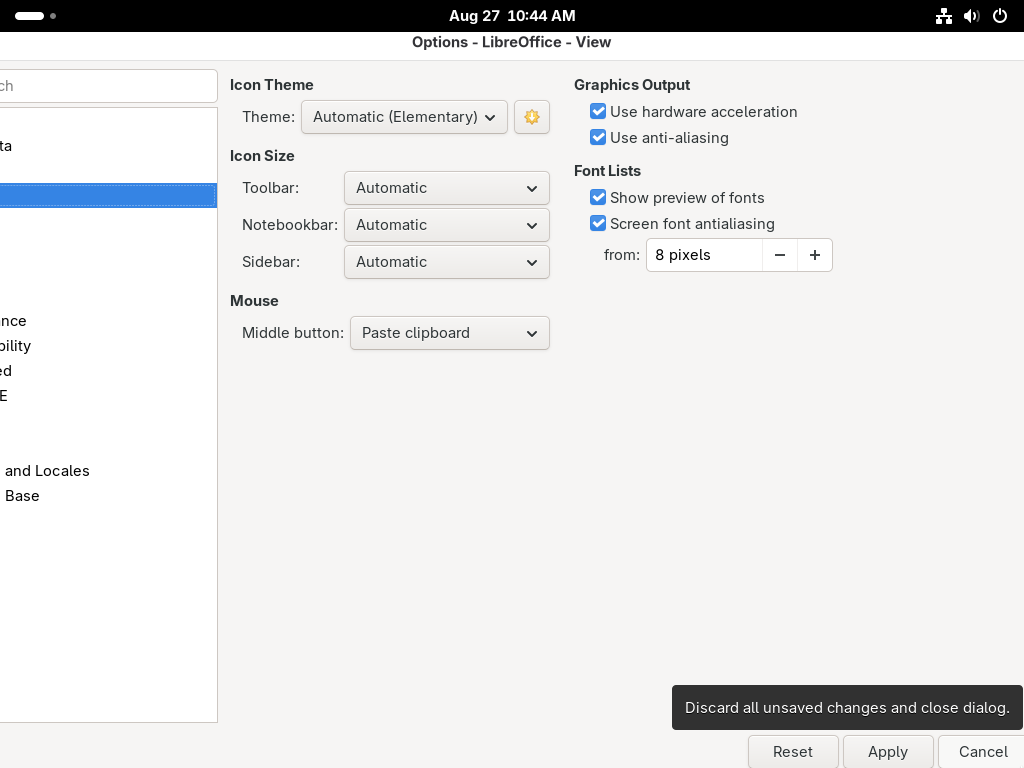 Aug 27 10:44 AM
Options - LibreOffice - View
ch
ta
nce
bility
ed
E
and Locales
Base
Icon Theme
Theme: Automatic (Elementary)
Icon Size
Toolbar: Automatic
Notebookbar: Automatic
Sidebar: Automatic
Mouse
Middle button: Paste clipboard
Graphics Output
Use hardware acceleration
Use anti-aliasing
Font Lists
Show preview of fonts
Screen font antialiasing
from: 8 pixels
Discard all unsaved changes and close dialog.
Reset Apply Cancel